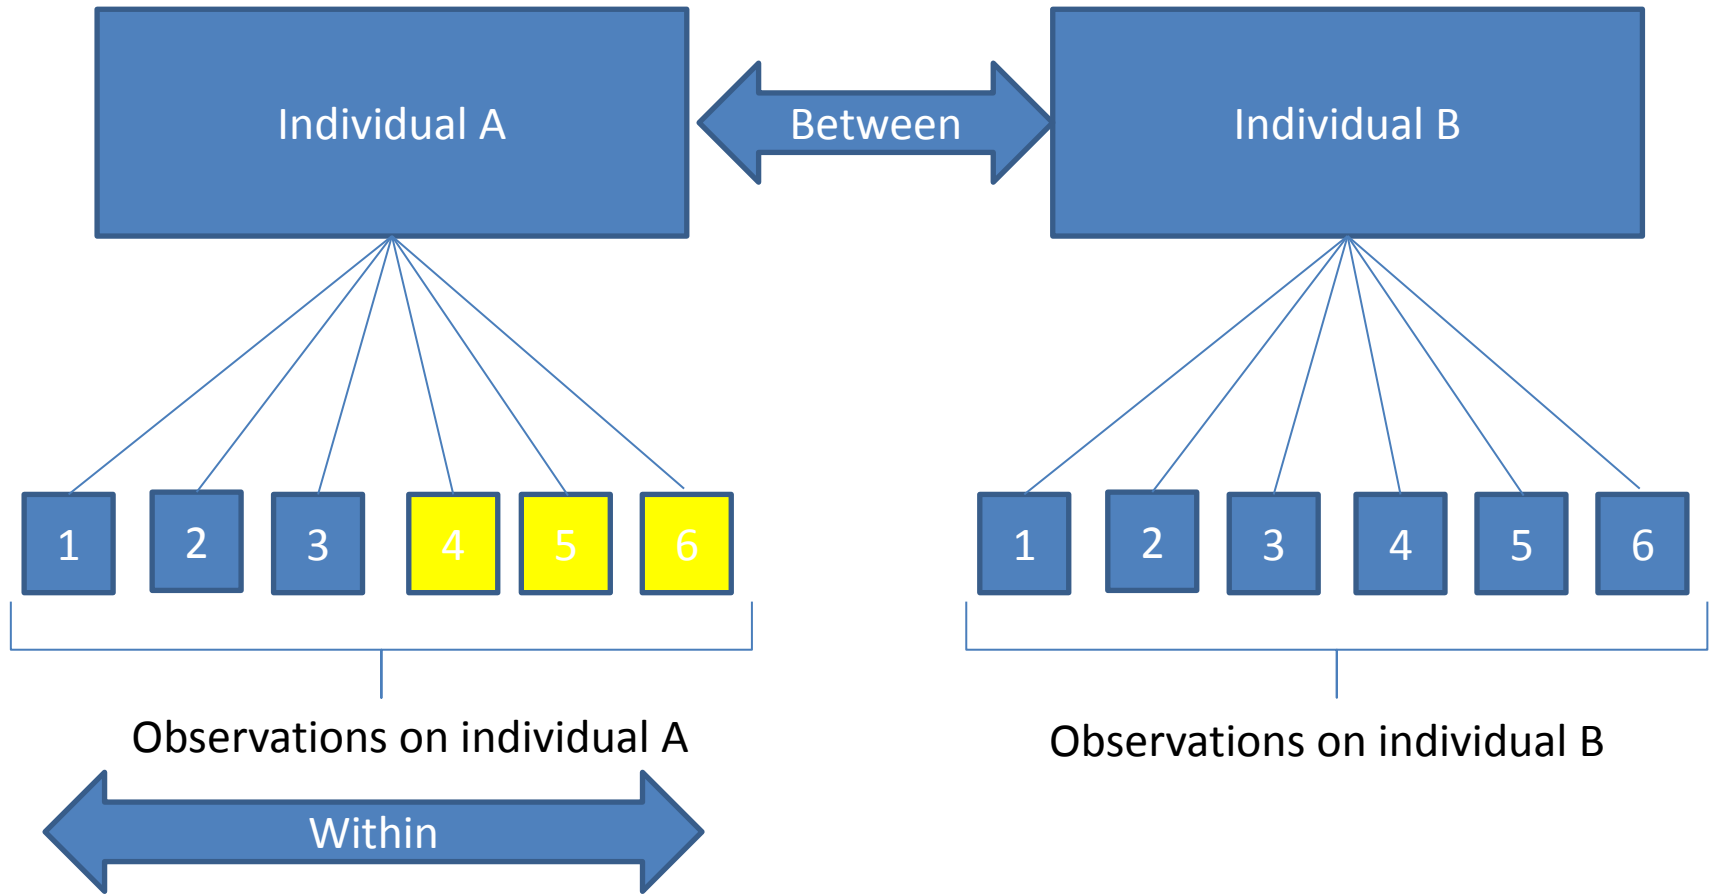 Individual A
Between
Individual B
1 2 3 4 5 6
1 2 3 4 5 6
Observations on individual A
Observations on individual B
Within